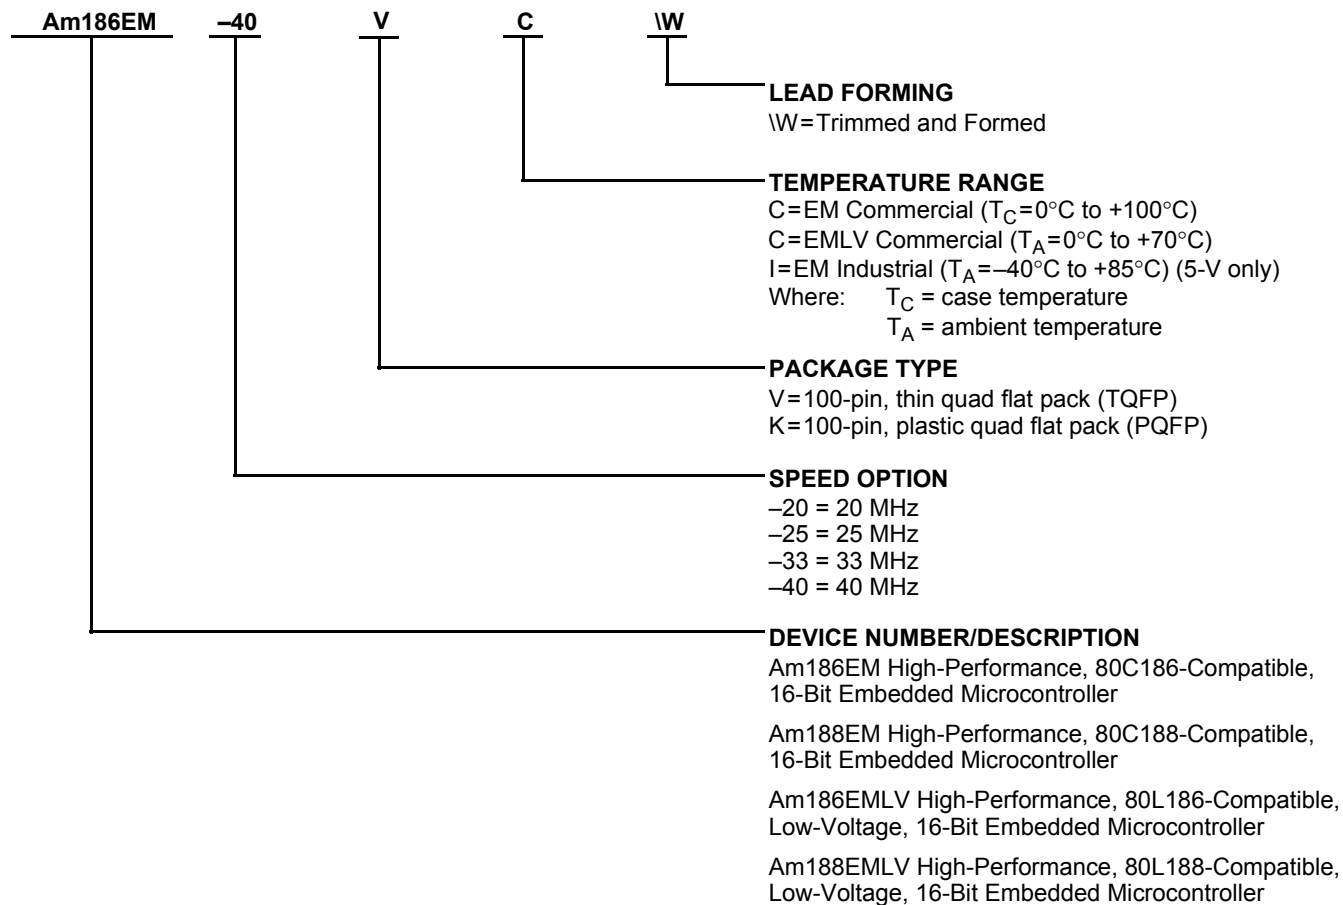 Am186EM –40 V C \W
LEAD FORMING
\W=Trimmed and Formed
TEMPERATURE RANGE
C=EM Commercial (TC=0°C to +100°C)
C=EMLV Commercial (TA=0°C to +70°C)
I=EM Industrial (TA=–40°C to +85°C) (5-V only)
Where: TC = case temperature
TA = ambient temperature
PACKAGE TYPE
V=100-pin, thin quad flat pack (TQFP)
K=100-pin, plastic quad flat pack (PQFP)
SPEED OPTION
–20 = 20 MHz
–25 = 25 MHz
–33 = 33 MHz
–40 = 40 MHz
DEVICE NUMBER/DESCRIPTION
Am186EM High-Performance, 80C186-Compatible,
16-Bit Embedded Microcontroller
Am188EM High-Performance, 80C188-Compatible,
16-Bit Embedded Microcontroller
Am186EMLV High-Performance, 80L186-Compatible,
Low-Voltage, 16-Bit Embedded Microcontroller
Am188EMLV High-Performance, 80L188-Compatible,
Low-Voltage, 16-Bit Embedded Microcontroller